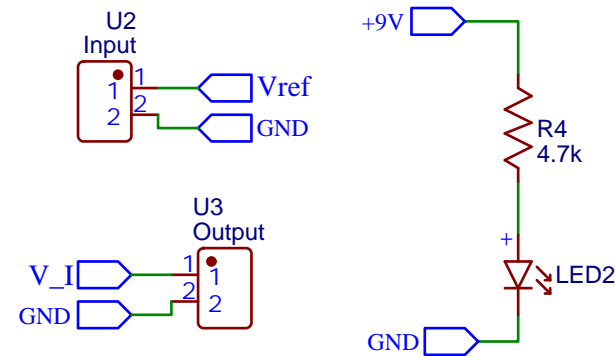 U2
Input
1
1
2
2
Vref
GND
U3
Output
V_I
1
1
GND
2
2
+9V
R4
4.7k
+
LED2
GND